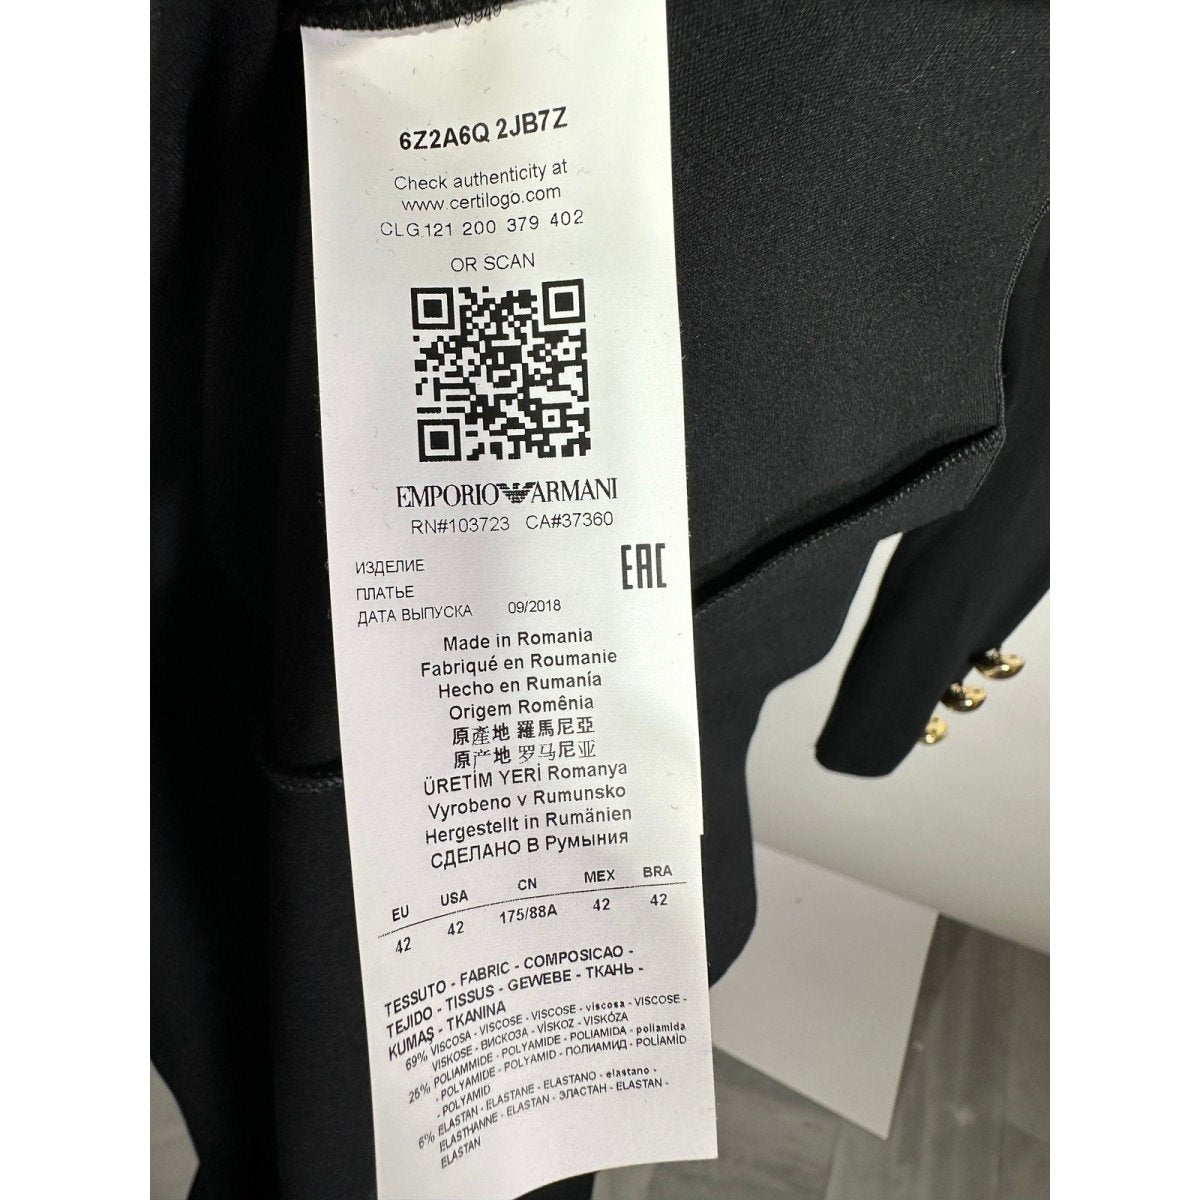 V9949
6Z2A6Q 2JB7Z
Check authenticity at
www.certilogo.com
CLG 121 200 379 402
OR SCAN
EMPORIO ARMANI
RN#103723 CA#37360
ИЗДЕЛИЕ
ПЛАТЬЕ
ДАТА ВЫПУСКА 09/2018
EAC
Made in Romania
Fabriqué en Roumanie
Hecho en Rumanía
Origem Romênia
原產地 羅馬尼亞
原产地 罗马尼亚
ÜRETİM YERİ Romanya
Vyrobeno v Rumunsko
Hergestellt in Rumänien
СДЕЛАНО В Румыния
EU USA CN MEX BRA
42 42 175/88A 42 42
TESSUTO - FABRIC - COMPOSICAO -
TEJIDO - TISSUS - GEWEBE - ТКАНЬ -
KUMAŞ - TKANINA
69% VISCOSA - VISCOSE - VISCOSE - viscosa - VISCOSE -
VISKOSE - ВИСКОЗА - VİSKOZ - VISKÓZA
25% POLIAMMIDE - POLYAMIDE - POLIAMIDA - poliamida
- POLYAMIDE - POLYAMID - ПОЛИАМИД - POLİAMİD
- POLYAMID
6% ELASTAN - ELASTANE - ELASTANO - elastano -
ELASTHANNE - ELASTAN - ЭЛАСТАН - ELASTAN -
ELASTAN